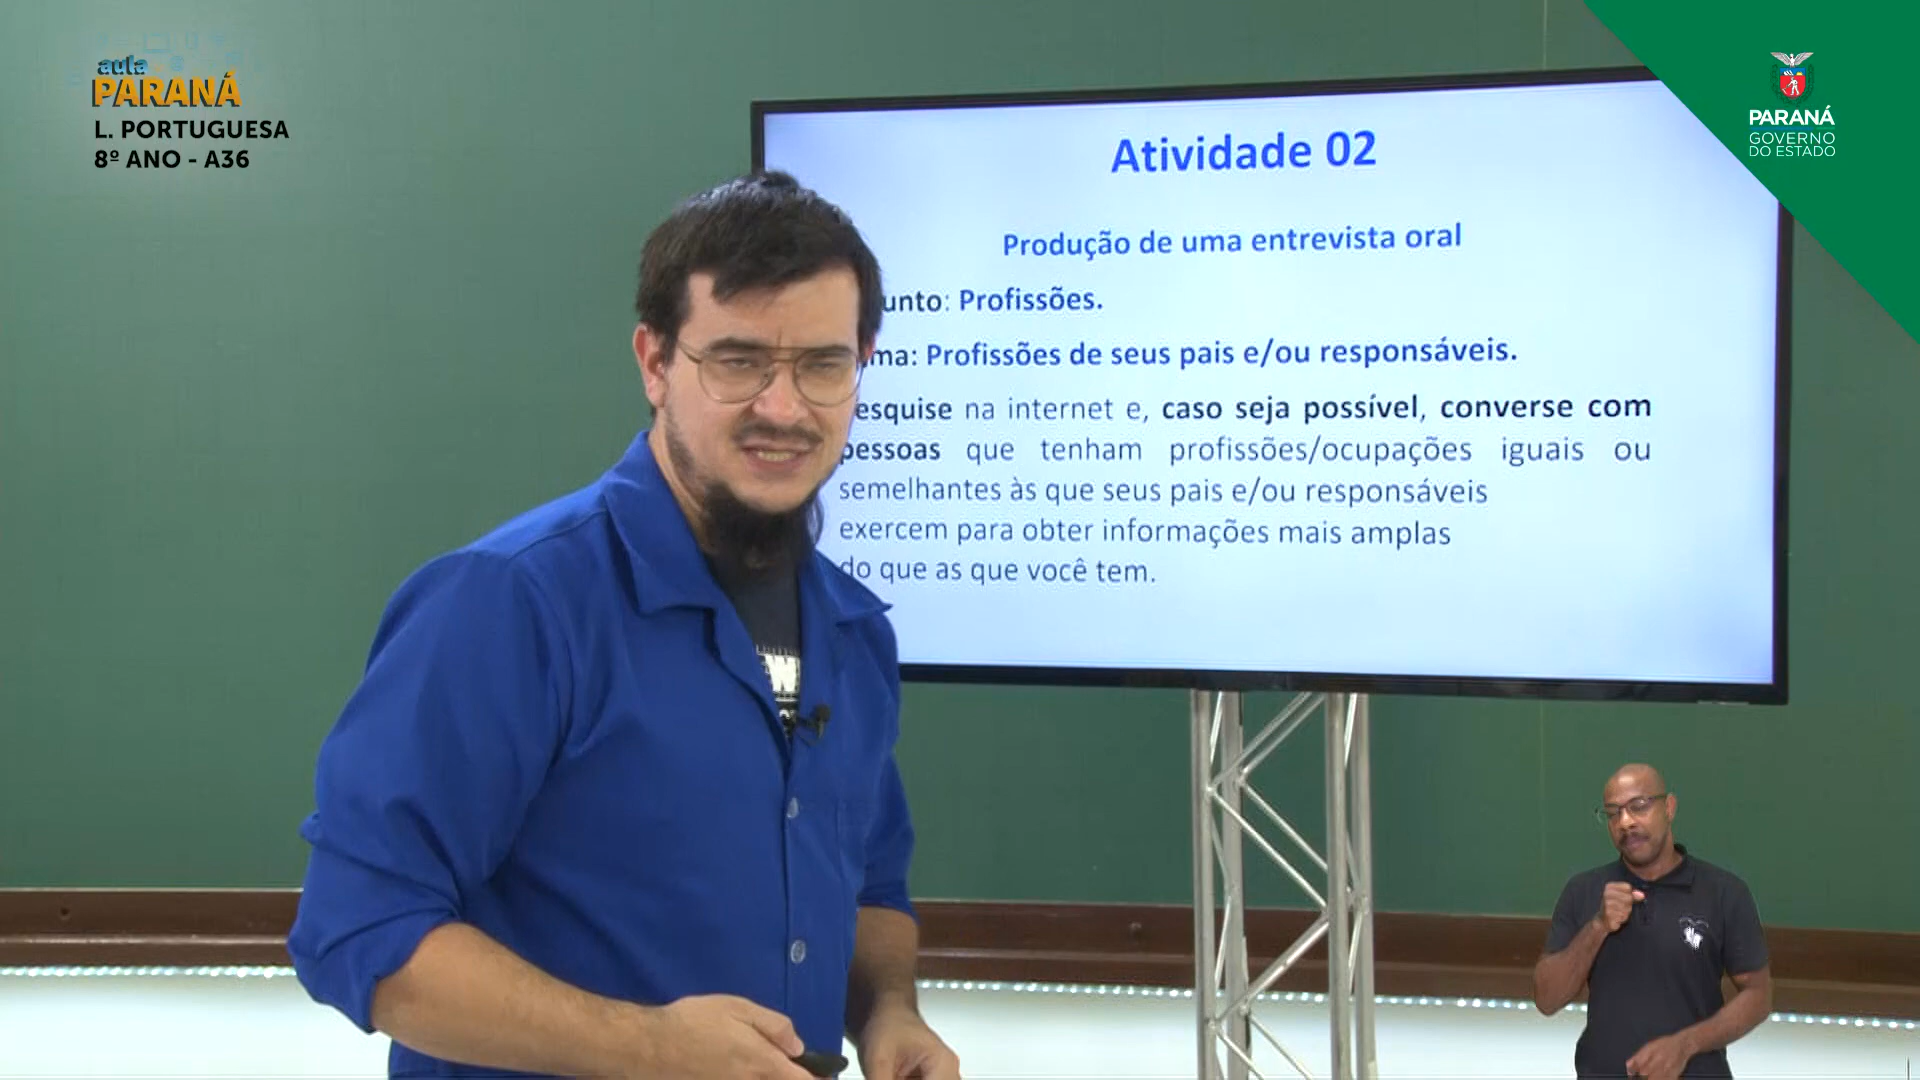 aula
PARANÁ
L. PORTUGUESA
8º ANO - A36
PARANÁ
GOVERNO
DO ESTADO
Atividade 02
Produção de uma entrevista oral
unto: Profissões.
ma: Profissões de seus pais e/ou responsáveis.
esquise na internet e, caso seja possível, converse com
pessoas que tenham profissões/ocupações iguais ou
semelhantes às que seus pais e/ou responsáveis
exercem para obter informações mais amplas
do que as que você tem.